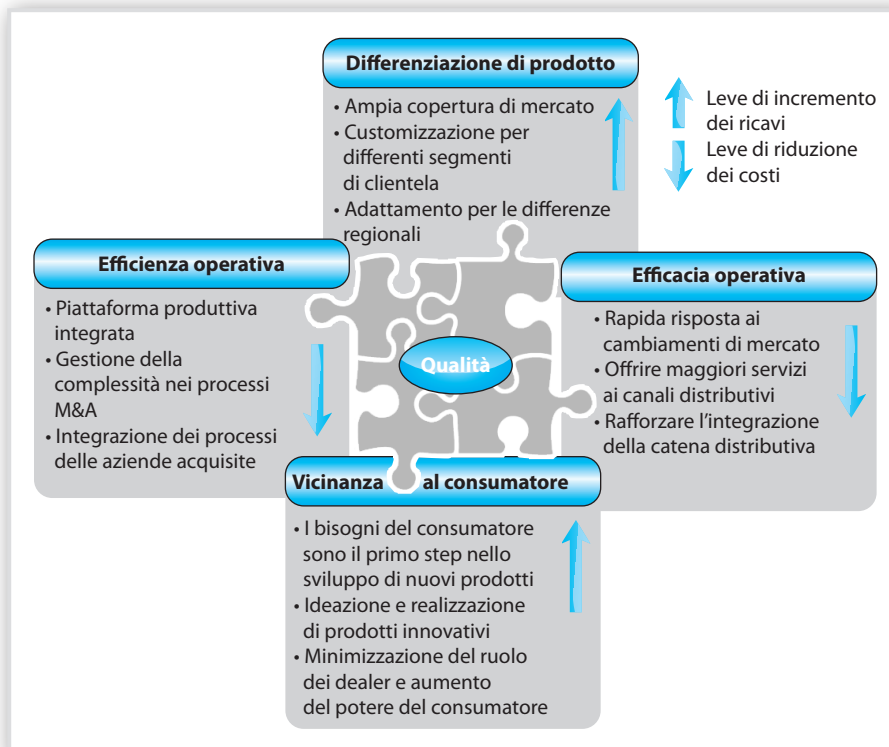 Differenziazione di prodotto
• Ampia copertura di mercato
• Customizzazione per
differenti segmenti
di clientela
• Adattamento per le differenze
regionali
Leve di incremento
dei ricavi
Leve di riduzione
dei costi
Efficienza operativa
• Piattaforma produttiva
integrata
• Gestione della
complessità nei processi
M&A
• Integrazione dei processi
delle aziende acquisite
Qualità
Efficacia operativa
• Rapida risposta ai
cambiamenti di mercato
• Offrire maggiori servizi
ai canali distributivi
• Rafforzare l'integrazione
della catena distributiva
Vicinanza al consumatore
• I bisogni del consumatore
sono il primo step nello
sviluppo di nuovi prodotti
• Ideazione e realizzazione
di prodotti innovativi
• Minimizzazione del ruolo
dei dealer e aumento
del potere del consumatore